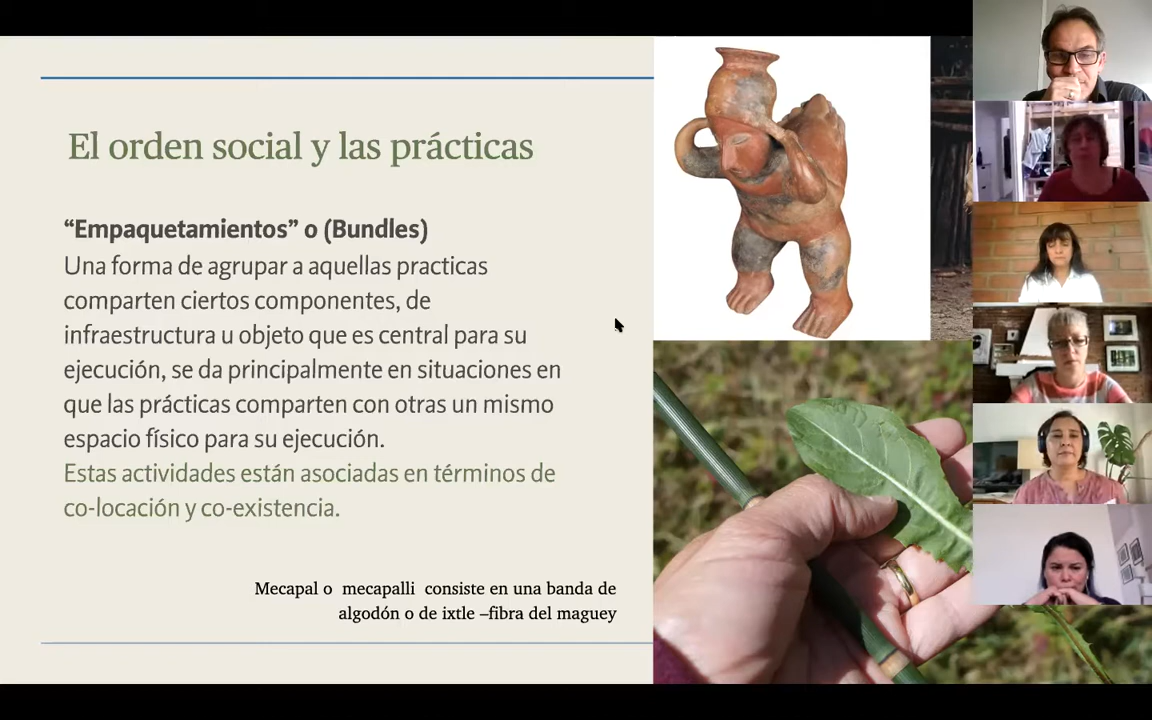 El orden social y las prácticas
“Empaquetamientos” o (Bundles)
Una forma de agrupar a aquellas practicas
comparten ciertos componentes, de
infraestructura u objeto que es central para su
ejecución, se da principalmente en situaciones en
que las prácticas comparten con otras un mismo
espacio físico para su ejecución.
Estas actividades están asociadas en términos de
co-locación y co-existencia.
Mecapal o mecapalli consiste en una banda de
algodón o de ixtle –fibra del maguey